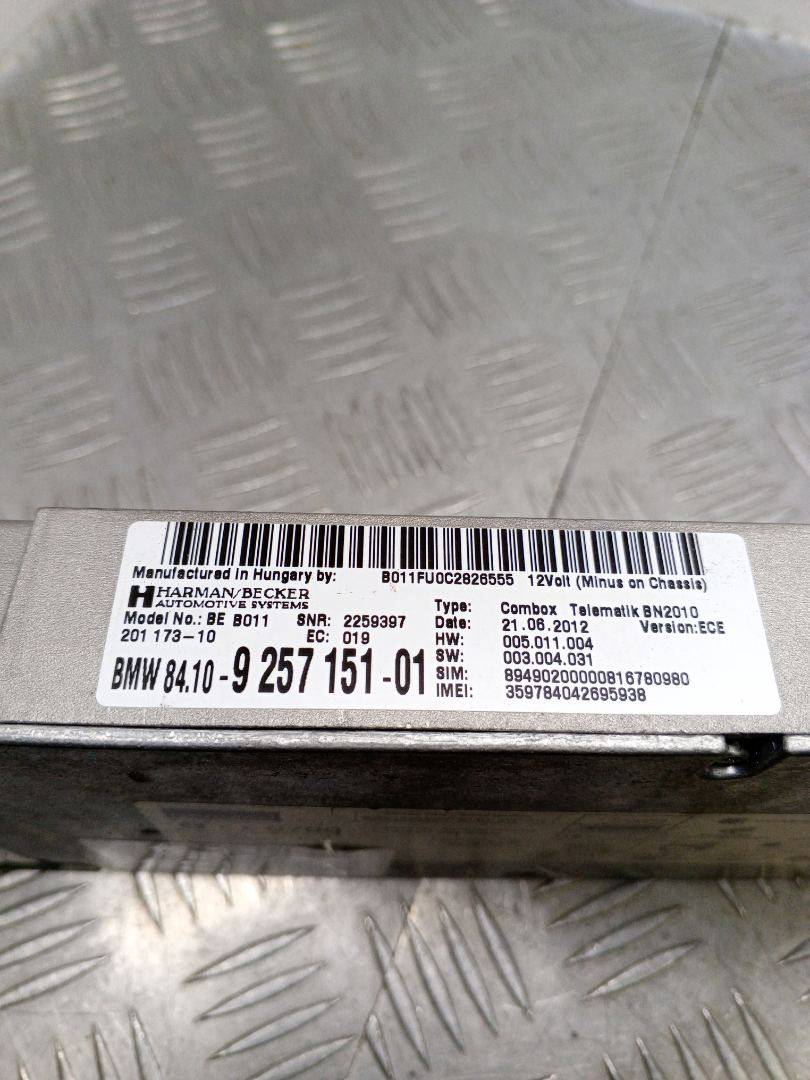 Manufactured in Hungary by: B011FU0C2826555 12Volt (Minus on Chassis)
HARMAN/BECKER
AUTOMOTIVE SYSTEMS
Model No.: BE B011 SNR: 2259397
201 173-10 EC: 019
BMW 84.10-9 257 151-01
Type: Combox Telematik BN2010
Date: 21.06.2012 Version:ECE
HW: 005.011.004
SW: 003.004.031
SIM: 89490200000816780980
IMEI: 359784042695938